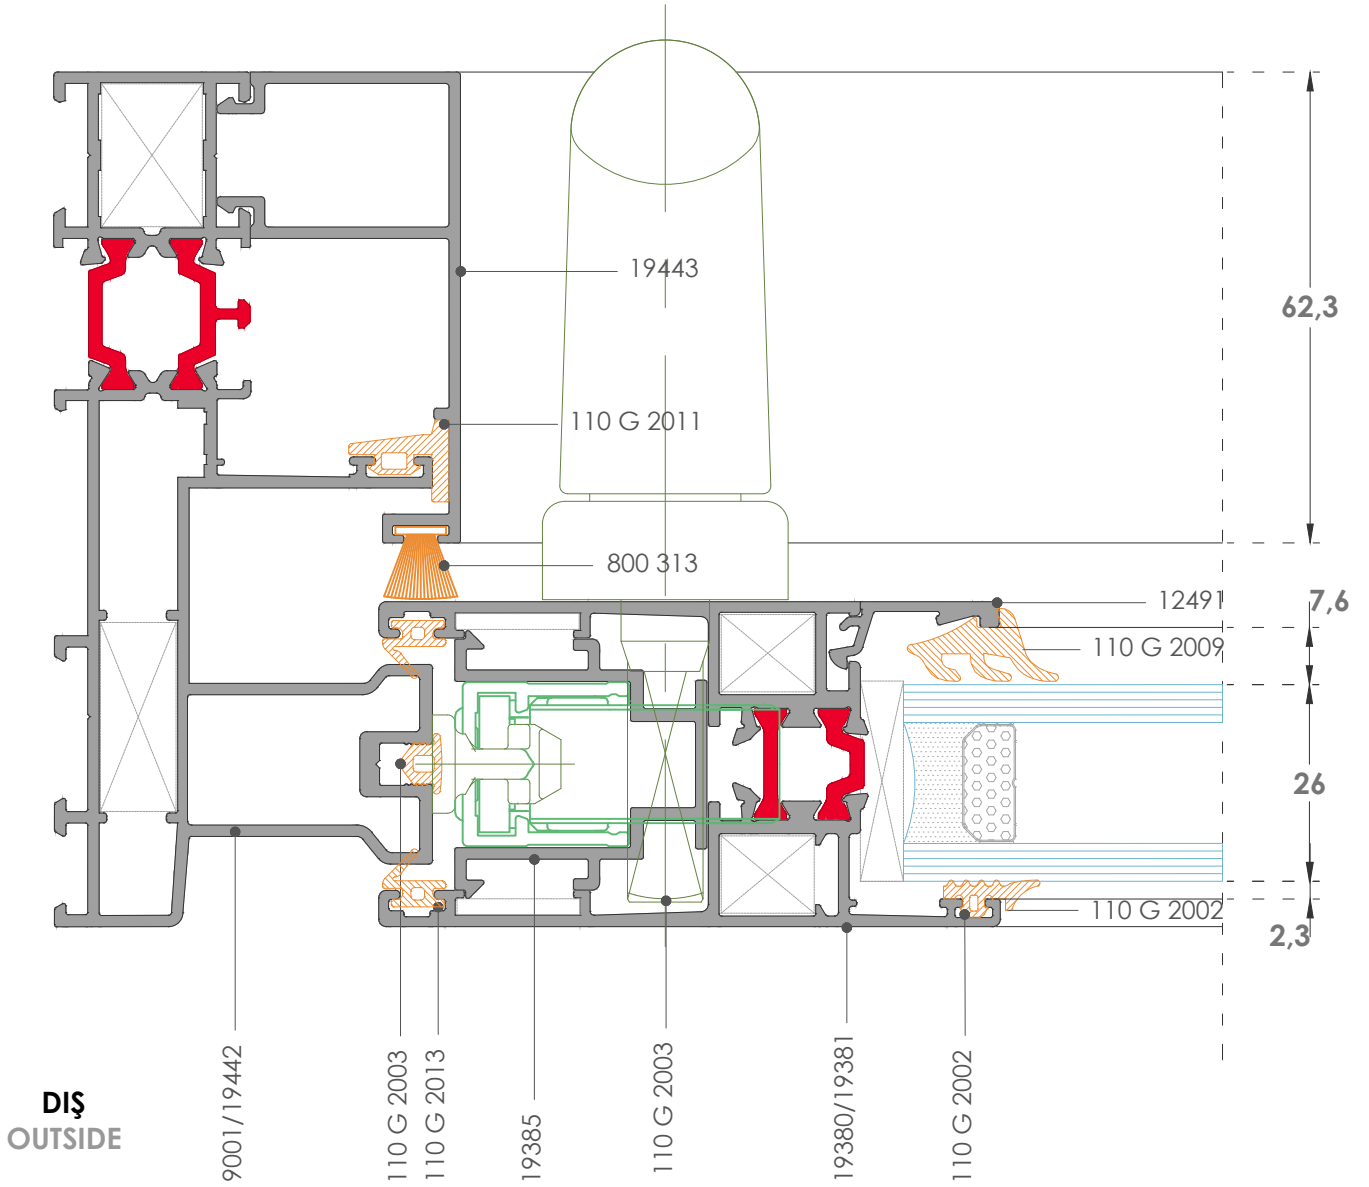 19443
62,3
110 G 2011
800 313
12491
7,6
110 G 2009
26
110 G 2002
2,3
9001/19442
110 G 2003
110 G 2013
19385
110 G 2003
19380/19381
110 G 2002
DIŞ
OUTSIDE